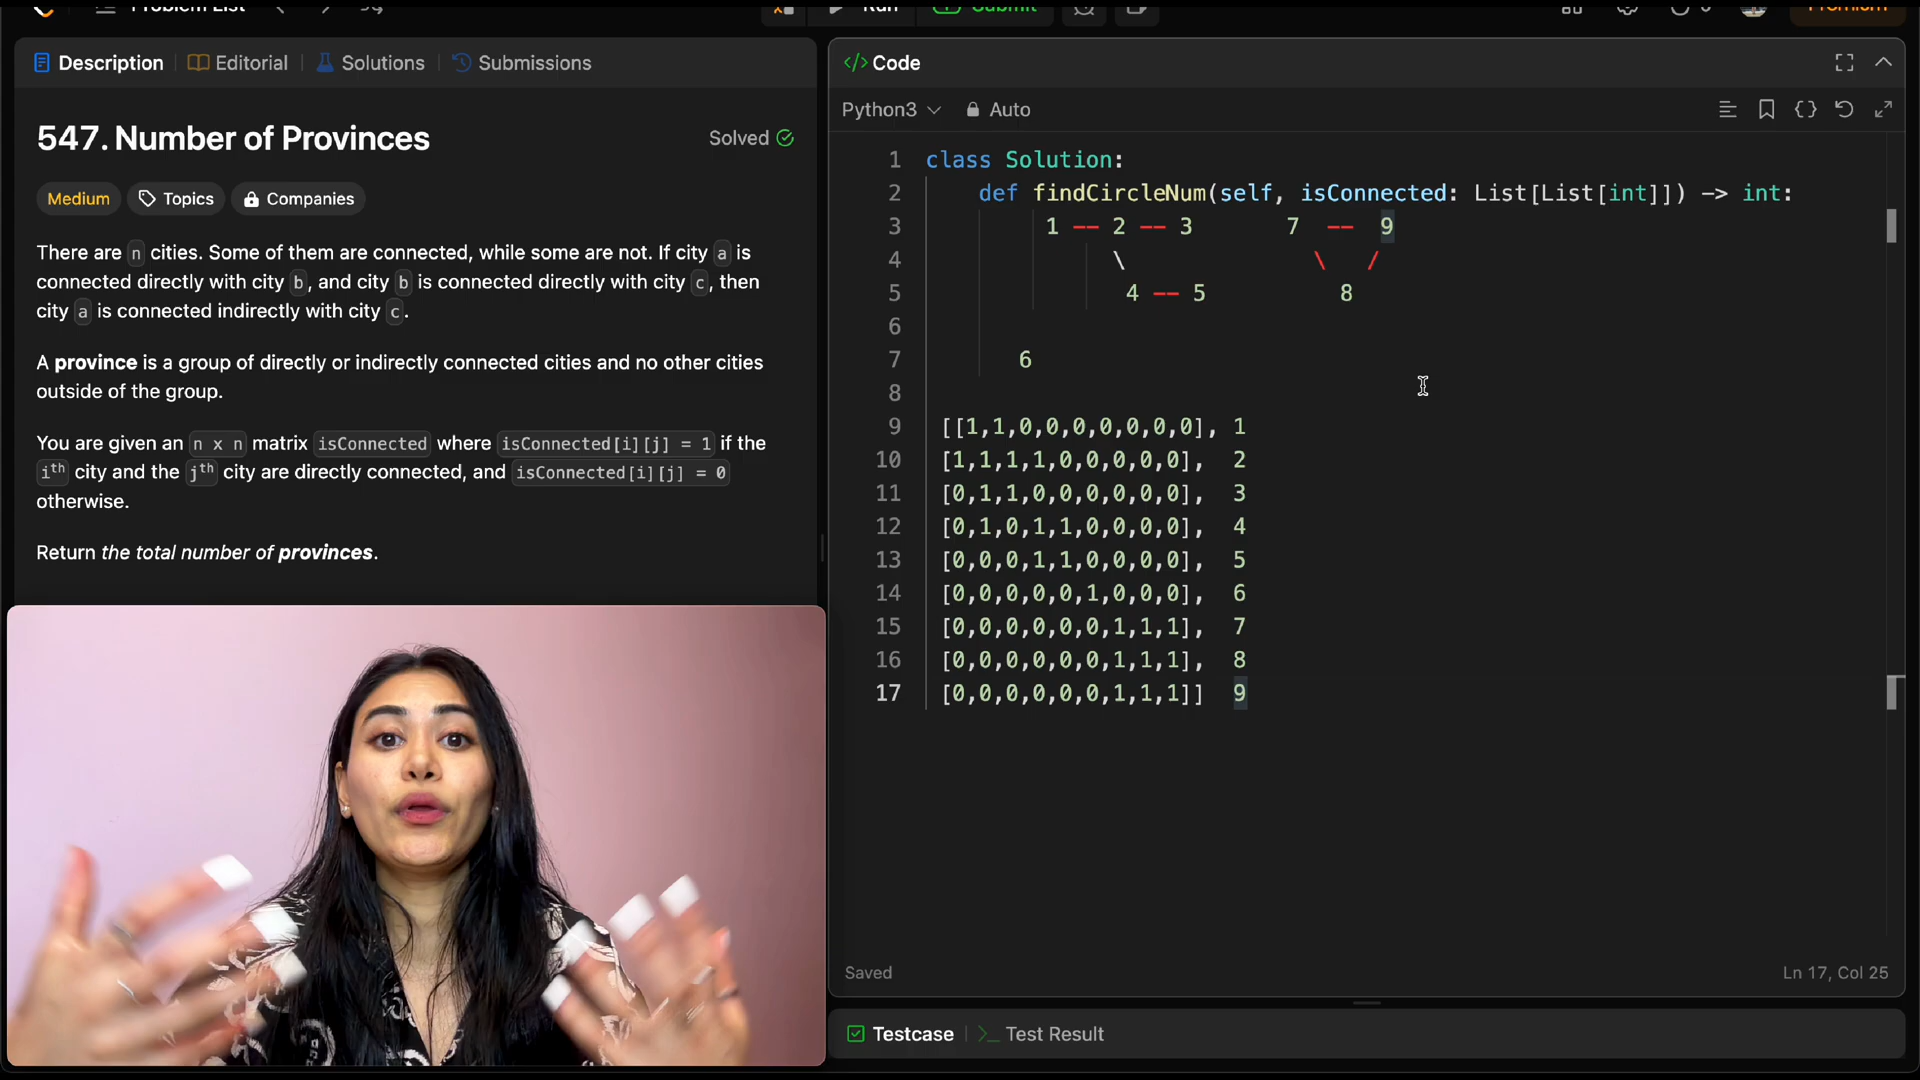 Problem List
Run
Submit
Premium
Description
Editorial
Solutions
Submissions
547. Number of Provinces
Solved
Medium
Topics
Companies
There are n cities. Some of them are connected, while some are not. If city a is
connected directly with city b, and city b is connected directly with city c, then
city a is connected indirectly with city c.
A province is a group of directly or indirectly connected cities and no other cities
outside of the group.
You are given an n x n matrix isConnected where isConnected[i][j] = 1 if the
ith city and the jth city are directly connected, and isConnected[i][j] = 0
otherwise.
Return the total number of provinces.
</> Code
Python3
Auto
1 class Solution:
2 def findCircleNum(self, isConnected: List[List[int]]) -> int:
3 1 -- 2 -- 3 7 -- 9
4 \ \ /
5 4 -- 5 8
6
7 6
8
9 [[1,1,0,0,0,0,0,0,0], 1
10 [1,1,1,1,0,0,0,0,0], 2
11 [0,1,1,0,0,0,0,0,0], 3
12 [0,1,0,1,1,0,0,0,0], 4
13 [0,0,0,1,1,0,0,0,0], 5
14 [0,0,0,0,0,1,0,0,0], 6
15 [0,0,0,0,0,0,1,1,1], 7
16 [0,0,0,0,0,0,1,1,1], 8
17 [0,0,0,0,0,0,1,1,1]] 9
Saved
Ln 17, Col 25
Testcase
>_ Test Result